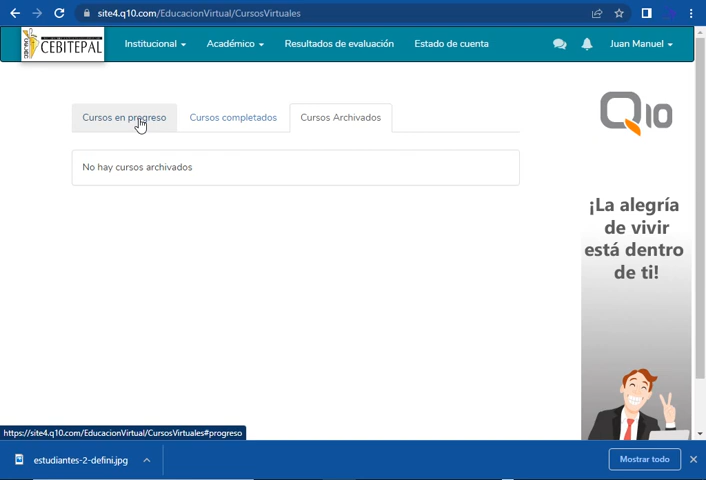 site4.q10.com/EducacionVirtual/CursosVirtuales
CEBITEPAL
Institucional
Académico
Resultados de evaluación
Estado de cuenta
Juan Manuel
Cursos en progreso
Cursos completados
Cursos Archivados
No hay cursos archivados
Q10
¡La alegría
de vivir
está dentro
de ti!
https://site4.q10.com/EducacionVirtual/CursosVirtuales#progreso
estudiantes-2-defini.jpg
Mostrar todo